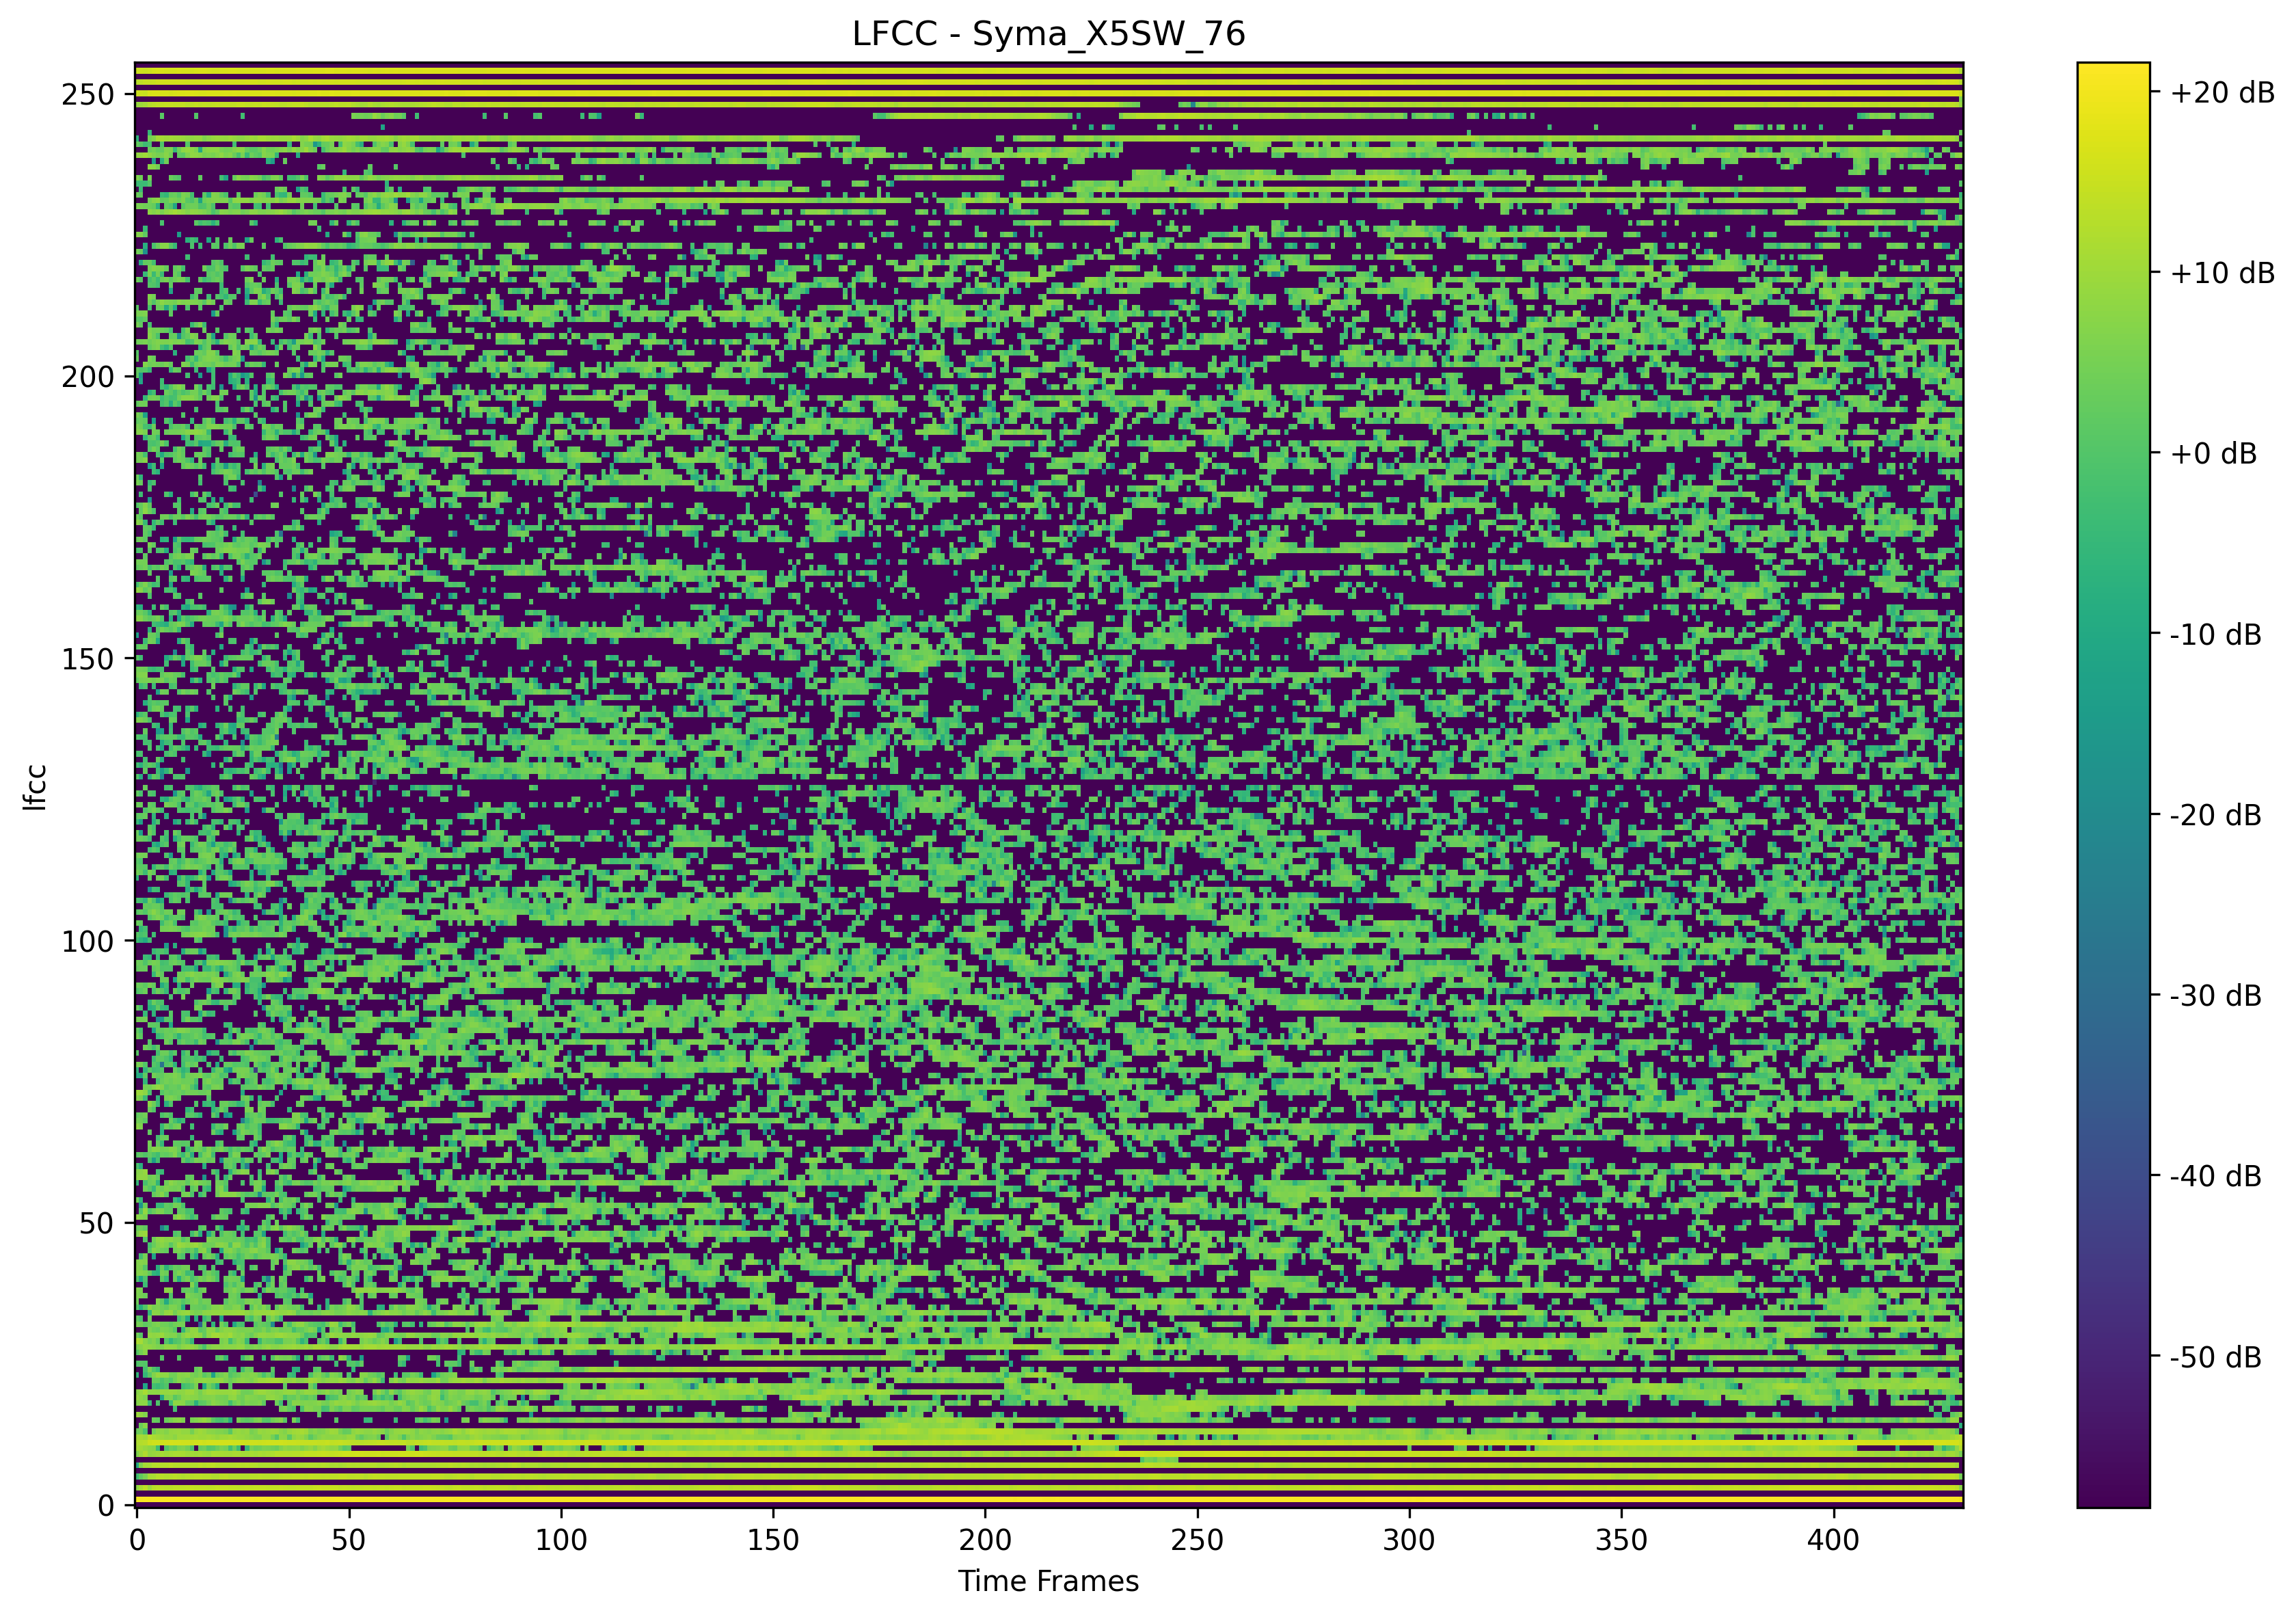 LFCC - Syma_X5SW_76
250
200
150
100
50
0
lfcc
0 50 100 150 200 250 300 350 400
Time Frames
+20 dB
+10 dB
+0 dB
-10 dB
-20 dB
-30 dB
-40 dB
-50 dB